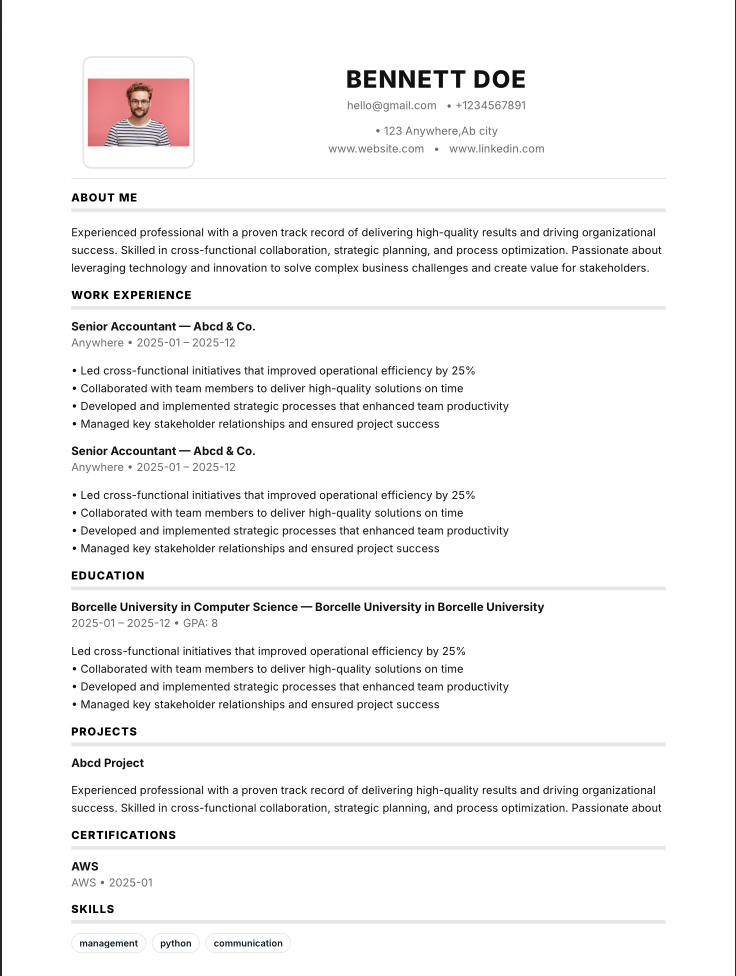 BENNETT DOE
hello@gmail.com • +1234567891
• 123 Anywhere,Ab city
www.website.com • www.linkedin.com
ABOUT ME
Experienced professional with a proven track record of delivering high-quality results and driving organizational
success. Skilled in cross-functional collaboration, strategic planning, and process optimization. Passionate about
leveraging technology and innovation to solve complex business challenges and create value for stakeholders.
WORK EXPERIENCE
Senior Accountant — Abcd & Co.
Anywhere • 2025-01 – 2025-12
• Led cross-functional initiatives that improved operational efficiency by 25%
• Collaborated with team members to deliver high-quality solutions on time
• Developed and implemented strategic processes that enhanced team productivity
• Managed key stakeholder relationships and ensured project success
Senior Accountant — Abcd & Co.
Anywhere • 2025-01 – 2025-12
• Led cross-functional initiatives that improved operational efficiency by 25%
• Collaborated with team members to deliver high-quality solutions on time
• Developed and implemented strategic processes that enhanced team productivity
• Managed key stakeholder relationships and ensured project success
EDUCATION
Borcelle University in Computer Science — Borcelle University in Borcelle University
2025-01 – 2025-12 • GPA: 8
Led cross-functional initiatives that improved operational efficiency by 25%
• Collaborated with team members to deliver high-quality solutions on time
• Developed and implemented strategic processes that enhanced team productivity
• Managed key stakeholder relationships and ensured project success
PROJECTS
Abcd Project
Experienced professional with a proven track record of delivering high-quality results and driving organizational
success. Skilled in cross-functional collaboration, strategic planning, and process optimization. Passionate about
CERTIFICATIONS
AWS
AWS • 2025-01
SKILLS
management python communication